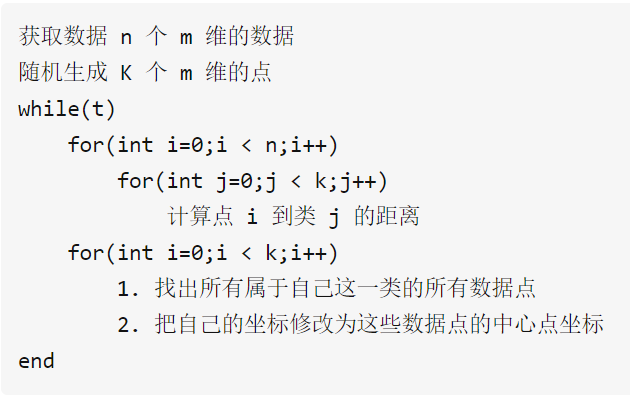 获取数据 n 个 m 维的数据
随机生成 K 个 m 维的点
while(t)
    for(int i=0;i < n;i++)
        for(int j=0;j < k;j++)
            计算点 i 到类 j 的距离
    for(int i=0;i < k;i++)
        1. 找出所有属于自己这一类的所有数据点
        2. 把自己的坐标修改为这些数据点的中心点坐标
end